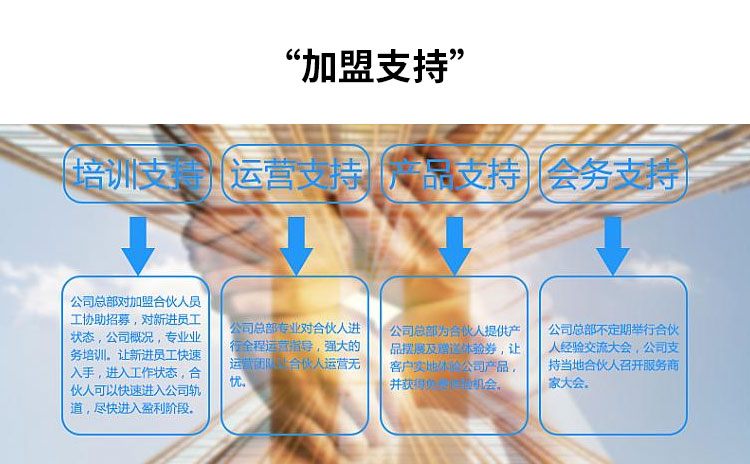 “加盟支持”
培训支持
运营支持
产品支持
会务支持
公司总部对加盟合伙人员
工协助招募，对新进员工
状态，公司概况，专业业
务培训。让新进员工快速
入手，进入工作状态，合
伙人可以快速进入公司轨
道，尽快进入盈利阶段。
公司总部专业对合伙人进
行全程运营指导，强大的
运营团队让合伙人运营无
忧。
公司总部为合伙人提供产
品摆展及赠送体验券，让
客户实地体验公司产品，
并获得免费体验机会。
公司总部不定期举行合伙
人经验交流大会，公司支
持当地合伙人召开服务商
家大会。